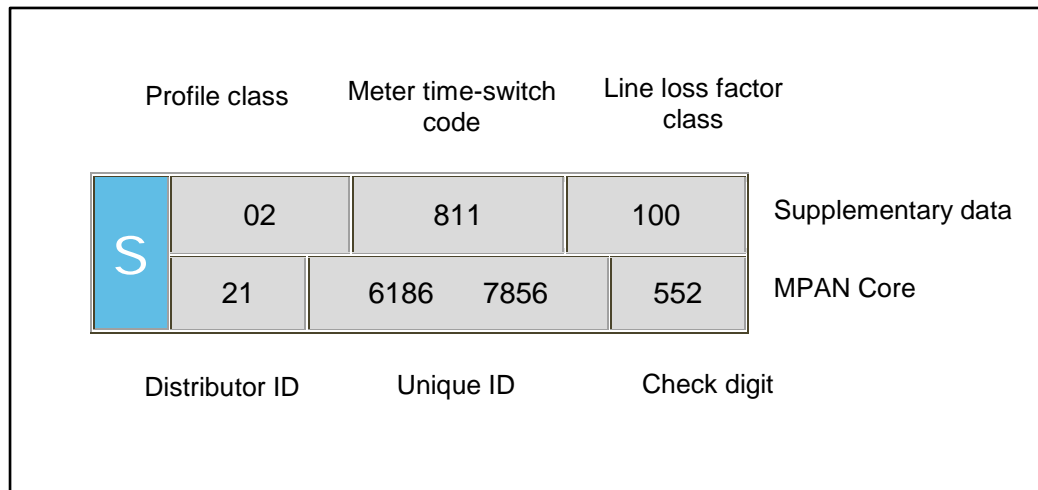 Profile class
Meter time-switch
code
Line loss factor
class
S
02 811 100 Supplementary data
21 6186 7856 552 MPAN Core
Distributor ID Unique ID Check digit